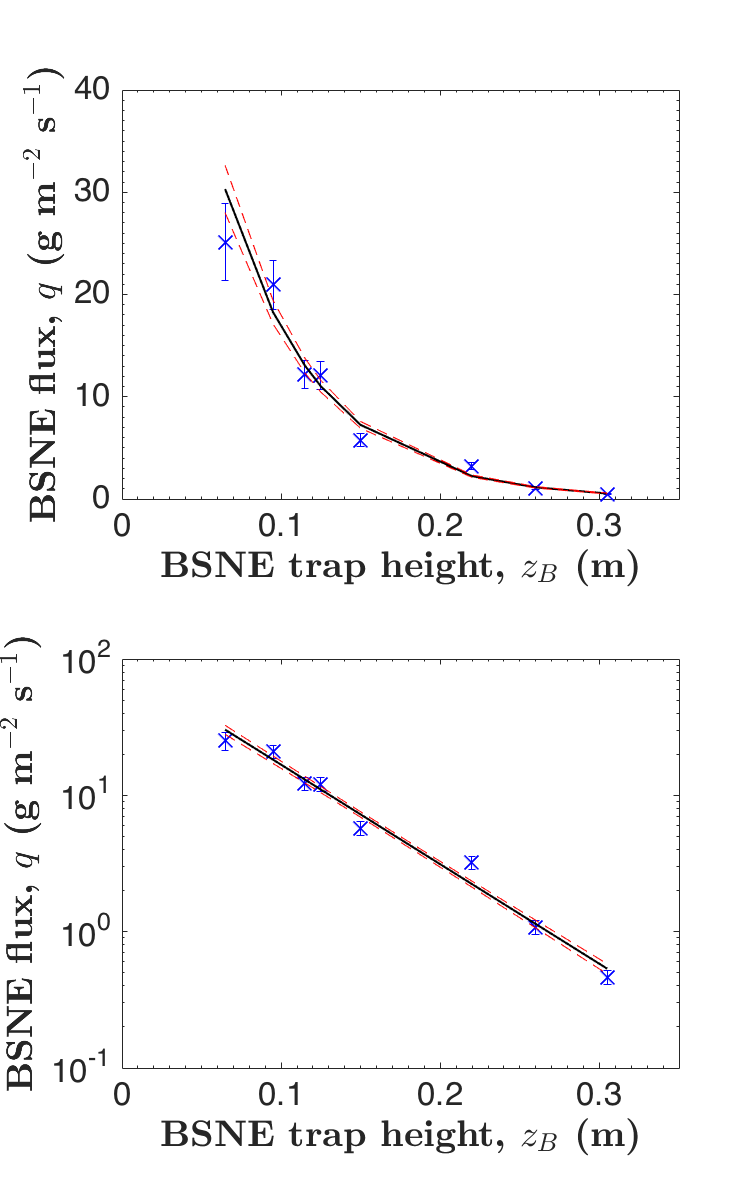 40
30
20
10
0
0 0.1 0.2 0.3
BSNE flux, q (g m⁻² s⁻¹)
BSNE trap height, z_B (m)
10²
10¹
10⁰
10⁻¹
0 0.1 0.2 0.3
BSNE flux, q (g m⁻² s⁻¹)
BSNE trap height, z_B (m)